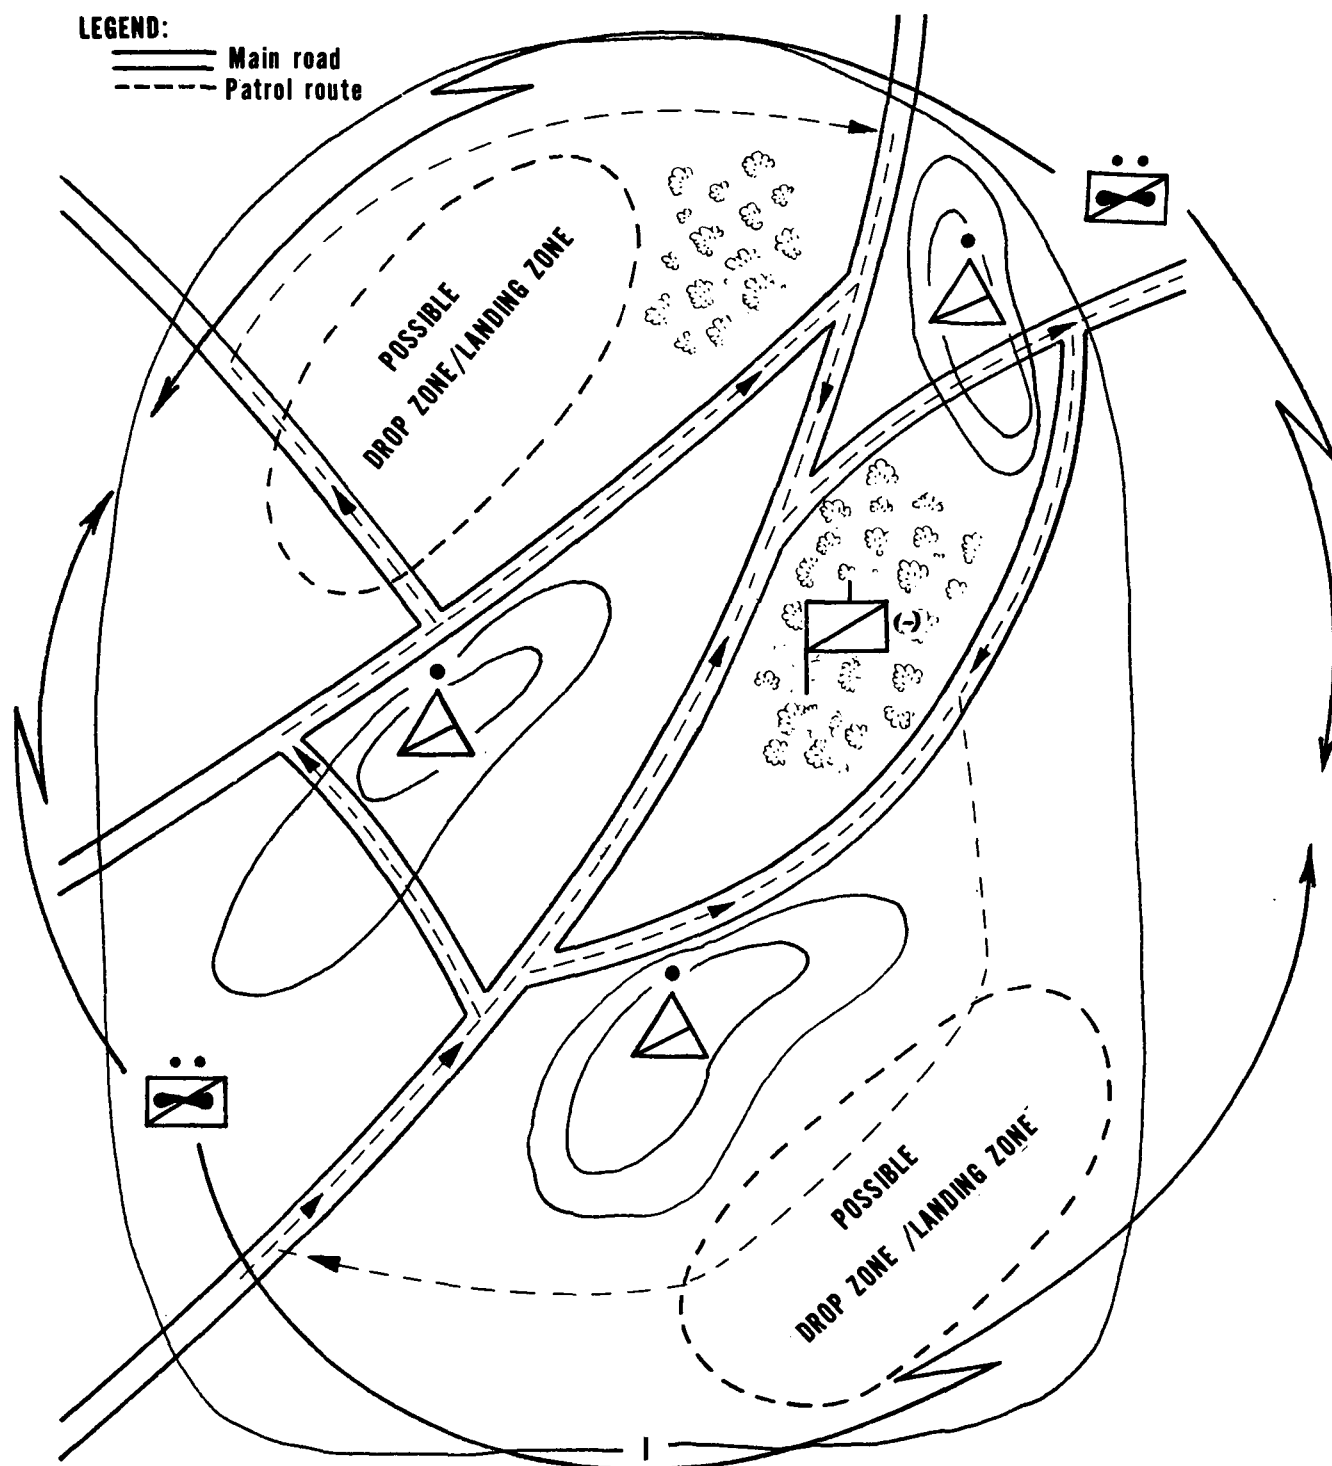 LEGEND:
Main road
Patrol route
POSSIBLE
DROP ZONE/LANDING ZONE
(-)
POSSIBLE
DROP ZONE /LANDING ZONE
I